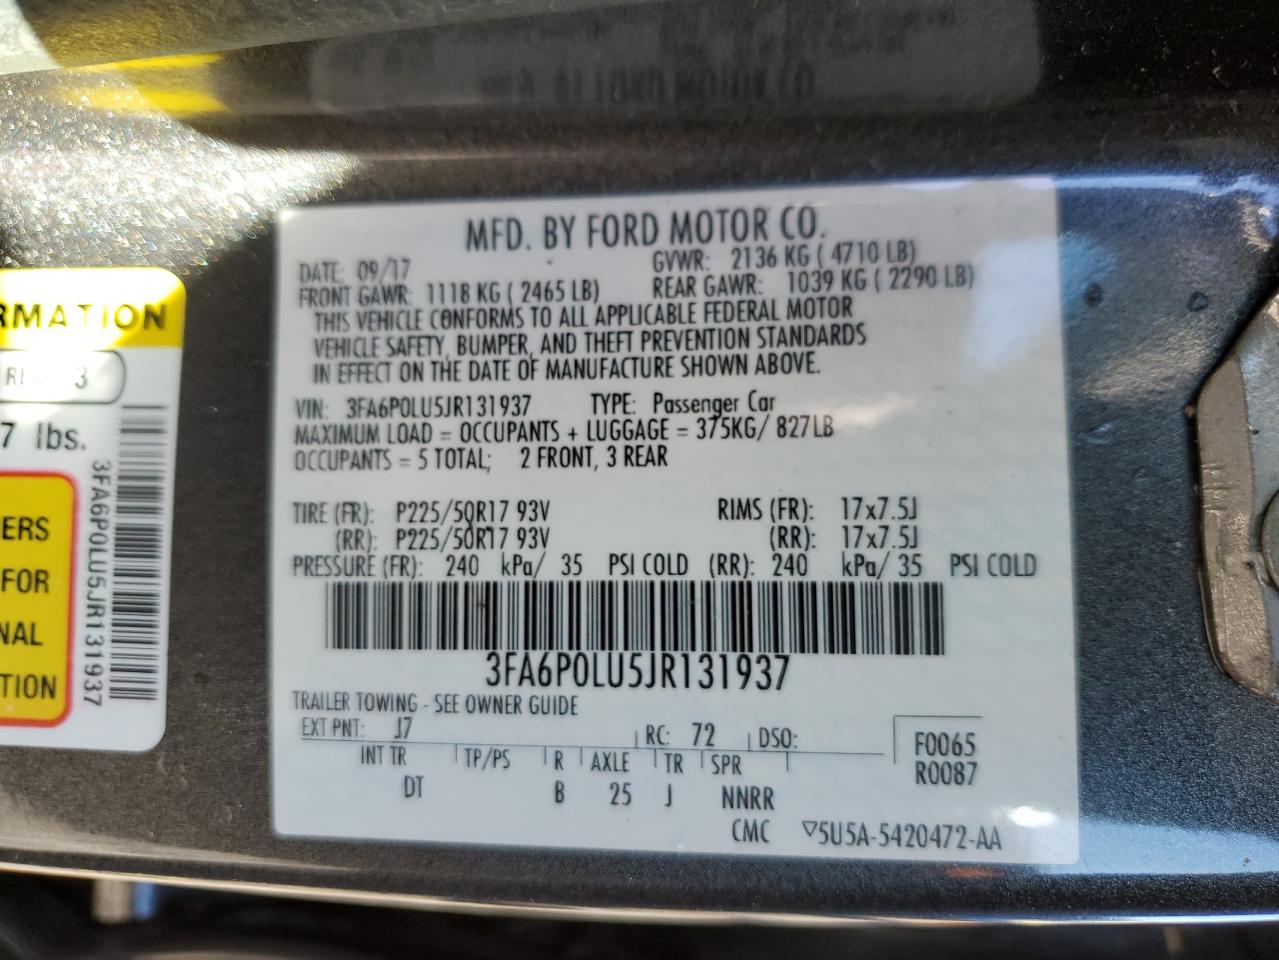 MFD. BY FORD MOTOR CO.
DATE: 09/17 GVWR: 2136 KG ( 4710 LB)
FRONT GAWR: 1118 KG ( 2465 LB) REAR GAWR: 1039 KG ( 2290 LB)
THIS VEHICLE CONFORMS TO ALL APPLICABLE FEDERAL MOTOR
VEHICLE SAFETY, BUMPER, AND THEFT PREVENTION STANDARDS
IN EFFECT ON THE DATE OF MANUFACTURE SHOWN ABOVE.
VIN: 3FA6P0LU5JR131937 TYPE: Passenger Car
MAXIMUM LOAD = OCCUPANTS + LUGGAGE = 375KG/ 827LB
OCCUPANTS = 5 TOTAL; 2 FRONT, 3 REAR
TIRE (FR): P225/50R17 93V RIMS (FR): 17x7.5J
(RR): P225/50R17 93V (RR): 17x7.5J
PRESSURE (FR): 240 kPa/ 35 PSI COLD (RR): 240 kPa/ 35 PSI COLD
3FA6P0LU5JR131937
TRAILER TOWING - SEE OWNER GUIDE
EXT PNT: J7 RC: 72 DSO:
INT TR TP/PS R AXLE TR SPR
DT B 25 J NNRR
F0065
R0087
CMC ▽5U5A-5420472-AA
RMATION
3
7 lbs.
ERS
FOR
NAL
TION
3FA6P0LU5JR131937